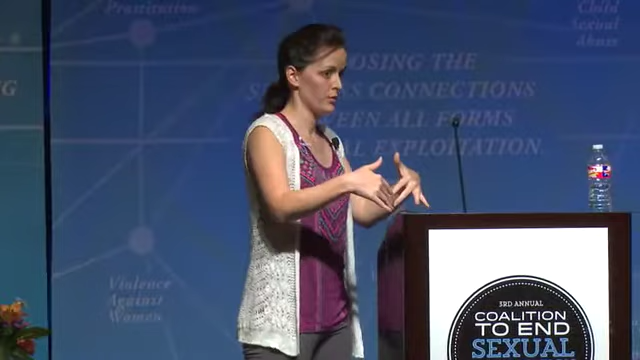 Prostitution
Child
Sexual
Abuse
OSING THE
S CONNECTIONS
EEN ALL FORMS
L EXPLOITATION
Violence
Against
Women
3RD ANNUAL
COALITION
TO END
SEXUAL